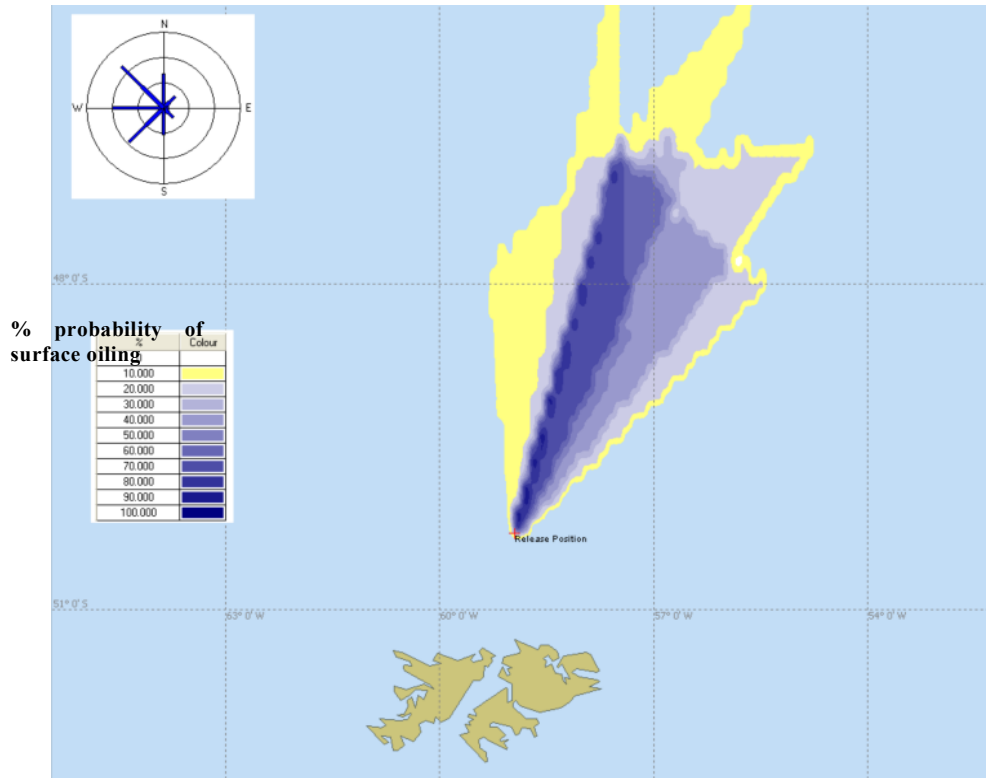 N
W
E
S
48° 0' S
% probability of
surface oiling
% Colour
0
10.000
20.000
30.000
40.000
50.000
60.000
70.000
80.000
90.000
100.000
Release Position
51° 0' S
63° 0' W
60° 0' W
57° 0' W
54° 0' W